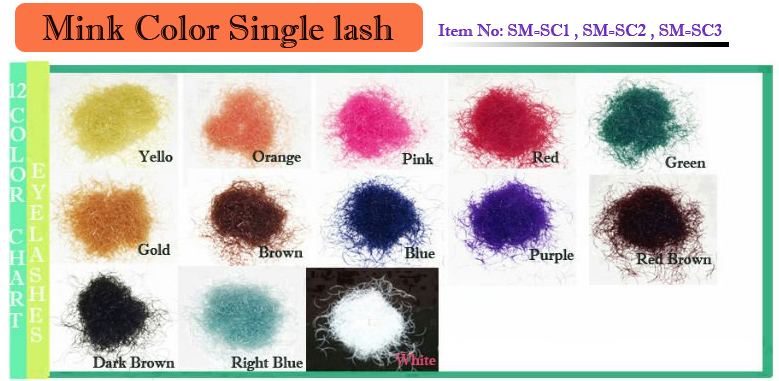 Mink Color Single lash
Item No: SM-SC1 , SM-SC2 , SM-SC3
12 COLOR CHART
EYELASHES
Yello
Orange
Pink
Red
Green
Gold
Brown
Blue
Purple
Red Brown
Dark Brown
Right Blue
White